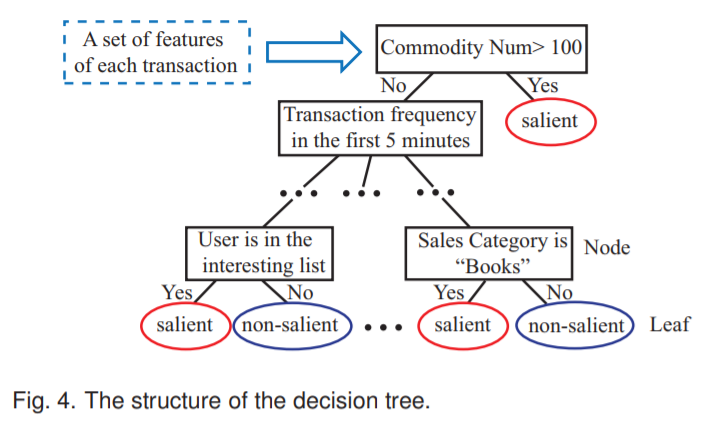 A set of features
of each transaction
Commodity Num> 100
No
Yes
Transaction frequency
in the first 5 minutes
salient
• • •
• • •
• • •
User is in the
interesting list
Sales Category is
“Books”
Node
Yes
No
Yes
No
salient
non-salient
• • •
salient
non-salient
Leaf
Fig. 4. The structure of the decision tree.